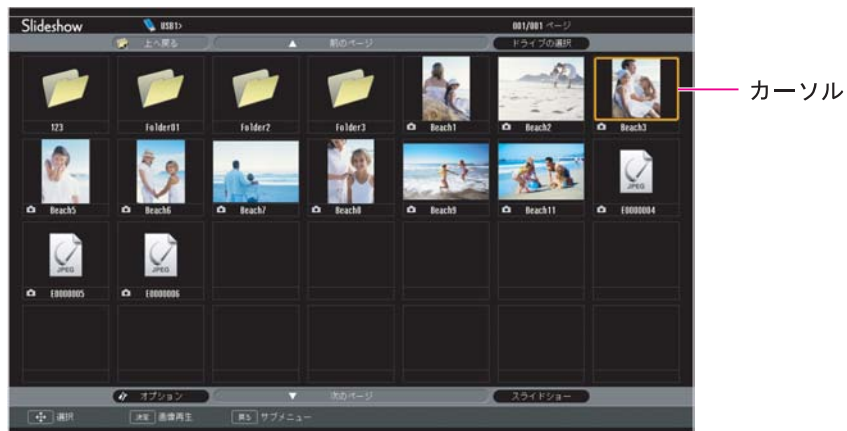 Slideshow USB1> 001/001 ページ
上へ戻る ▲ 前のページ ドライブの選択
カーソル
123 Folder01 Folder2 Folder3 Beach1 Beach2 Beach3
Beach5 Beach6 Beach7 Beach8 Beach9 Beach11 E0000004
JPEG
JPEG JPEG
E0000005 E0000006
オプション ▼ 次のページ スライドショー
選択 決定 画像再生 戻る サブメニュー